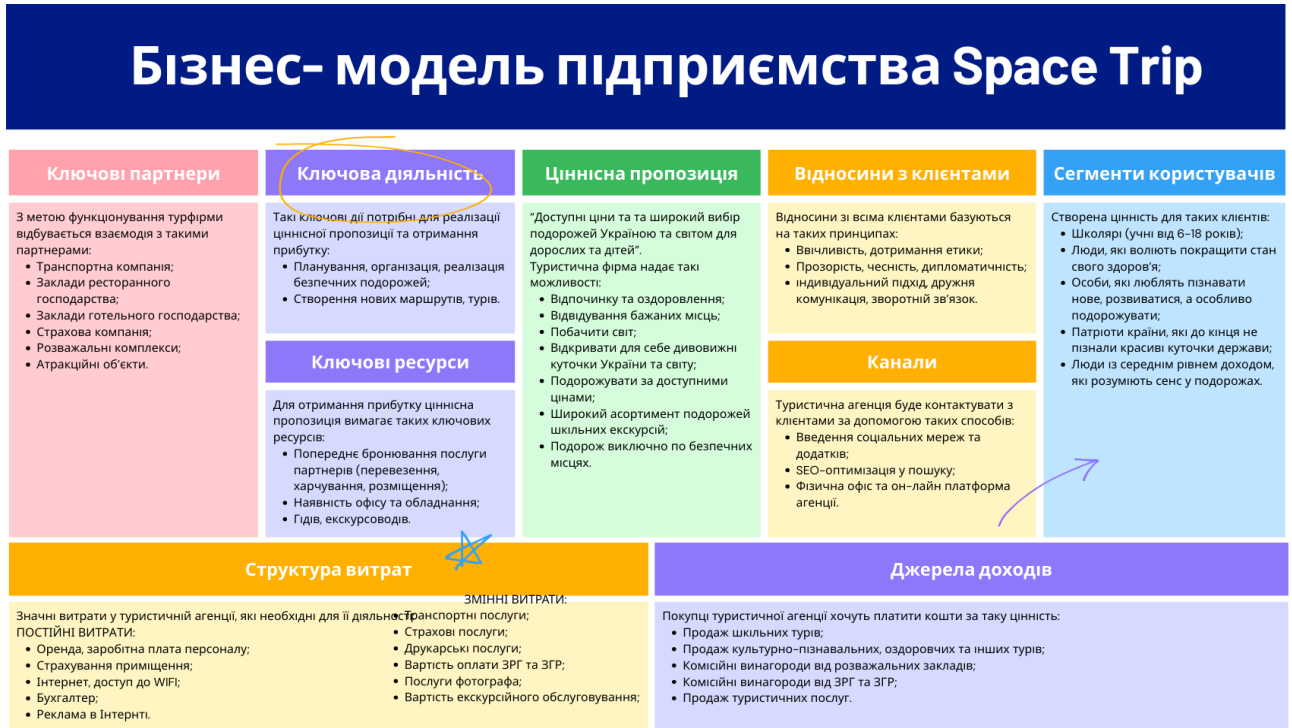 Бізнес- модель підприємства Space Trip
Ключові партнери
З метою функціонування турфірми
відбувається взаємодія з такими
партнерами:
• Транспортна компанія;
• Заклади ресторанного
господарства;
• Заклади готельного господарства;
• Страхова компанія;
• Розважальні комплекси;
• Атракційні об'єкти.
Ключова діяльність
Такі ключові дії потрібні для реалізації
ціннісної пропозиції та отримання
прибутку:
• Планування, організація, реалізація
безпечних подорожей;
• Створення нових маршрутів, турів.
Ключові ресурси
Для отримання прибутку ціннісна
пропозиція вимагає таких ключових
ресурсів:
• Попереднє бронювання послуги
партнерів (перевезення,
харчування, розміщення);
• Наявність офісу та обладнання;
• Гідів, екскурсоводів.
Ціннісна пропозиція
"Доступні ціни та та широкий вибір
подорожей Україною та світом для
дорослих та дітей".
Туристична фірма надає такі
можливості:
• Відпочинку та оздоровлення;
• Відвідування бажаних місць;
• Побачити світ;
• Відкривати для себе дивовижні
куточки України та світу;
• Подорожувати за доступними
цінами;
• Широкий асортимент подорожей
шкільних екскурсій;
• Подорож виключно по безпечних
місцях.
Відносини з клієнтами
Відносини зі всіма клієнтами базуються
на таких принципах:
• Ввічливість, дотримання етики;
• Прозорість, чесність, дипломатичність;
• індивідуальний підхід, дружня
комунікація, зворотній зв'язок.
Канали
Туристична агенція буде контактувати з
клієнтами за допомогою таких способів:
• Введення соціальних мереж та
додатків;
• SEO-оптимізація у пошуку;
• Фізична офіс та он-лайн платформа
агенції.
Сегменти користувачів
Створена цінність для таких клієнтів:
• Школярі (учні від 6-18 років);
• Люди, які воліють покращити стан
свого здоров'я;
• Особи, які люблять пізнавати
нове, розвиватися, а особливо
подорожувати;
• Патріоти країни, які до кінця не
пізнали красиві куточки держави;
• Люди із середнім рівнем доходом,
які розуміють сенс у подорожах.
Структура витрат
Значні витрати у туристичній агенції, які необхідні для її діяльності:
ПОСТІЙНІ ВИТРАТИ:
• Оренда, заробітна плата персоналу;
• Страхування приміщення;
• Інтернет, доступ до WIFI;
• Бухгалтер;
• Реклама в Інтернті.
ЗМІННІ ВИТРАТИ:
• Транспортні послуги;
• Страхові послуги;
• Друкарські послуги;
• Вартість оплати ЗРГ та ЗГР;
• Послуги фотографа;
• Вартість екскурсійного обслуговування;
Джерела доходів
Покупці туристичної агенції хочуть платити кошти за таку цінність:
• Продаж шкільних турів;
• Продаж культурно-пізнавальних, оздоровчих та інших турів;
• Комісійні винагороди від розважальних закладів;
• Комісійні винагороди від ЗРГ та ЗГР;
• Продаж туристичних послуг.